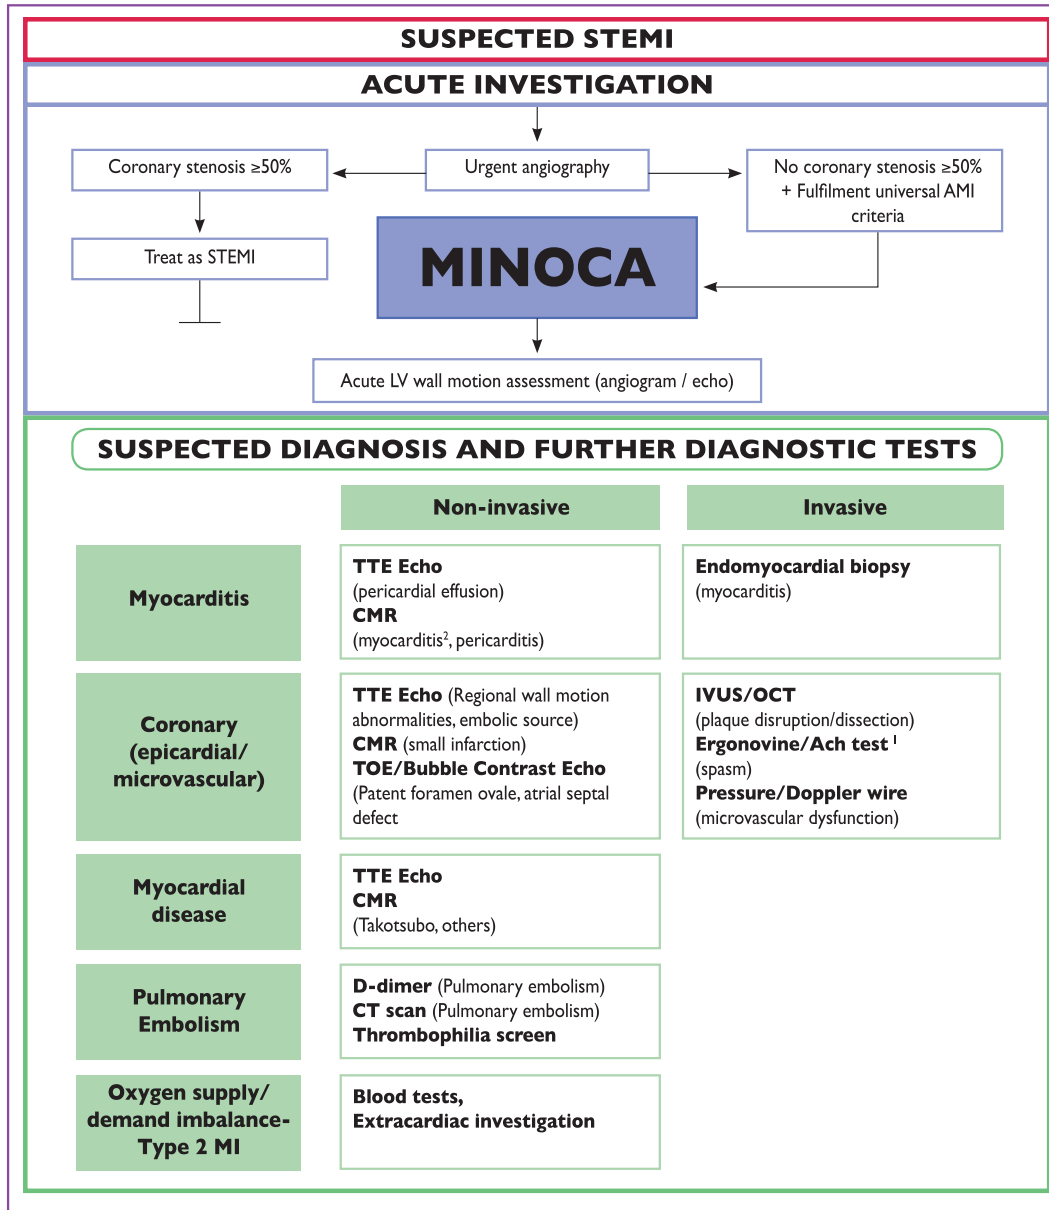 SUSPECTED STEMI
ACUTE INVESTIGATION
Coronary stenosis ≥50%
Urgent angiography
No coronary stenosis ≥50%
+ Fulfilment universal AMI
criteria
Treat as STEMI
MINOCA
Acute LV wall motion assessment (angiogram / echo)
SUSPECTED DIAGNOSIS AND FURTHER DIAGNOSTIC TESTS
Non-invasive
Invasive
Myocarditis
TTE Echo
(pericardial effusion)
CMR
(myocarditis², pericarditis)
Endomyocardial biopsy
(myocarditis)
Coronary
(epicardial/
microvascular)
TTE Echo (Regional wall motion
abnormalities, embolic source)
CMR (small infarction)
TOE/Bubble Contrast Echo
(Patent foramen ovale, atrial septal
defect
IVUS/OCT
(plaque disruption/dissection)
Ergonovine/Ach test ¹
(spasm)
Pressure/Doppler wire
(microvascular dysfunction)
Myocardial
disease
TTE Echo
CMR
(Takotsubo, others)
Pulmonary
Embolism
D-dimer (Pulmonary embolism)
CT scan (Pulmonary embolism)
Thrombophilia screen
Oxygen supply/
demand imbalance-
Type 2 MI
Blood tests,
Extracardiac investigation